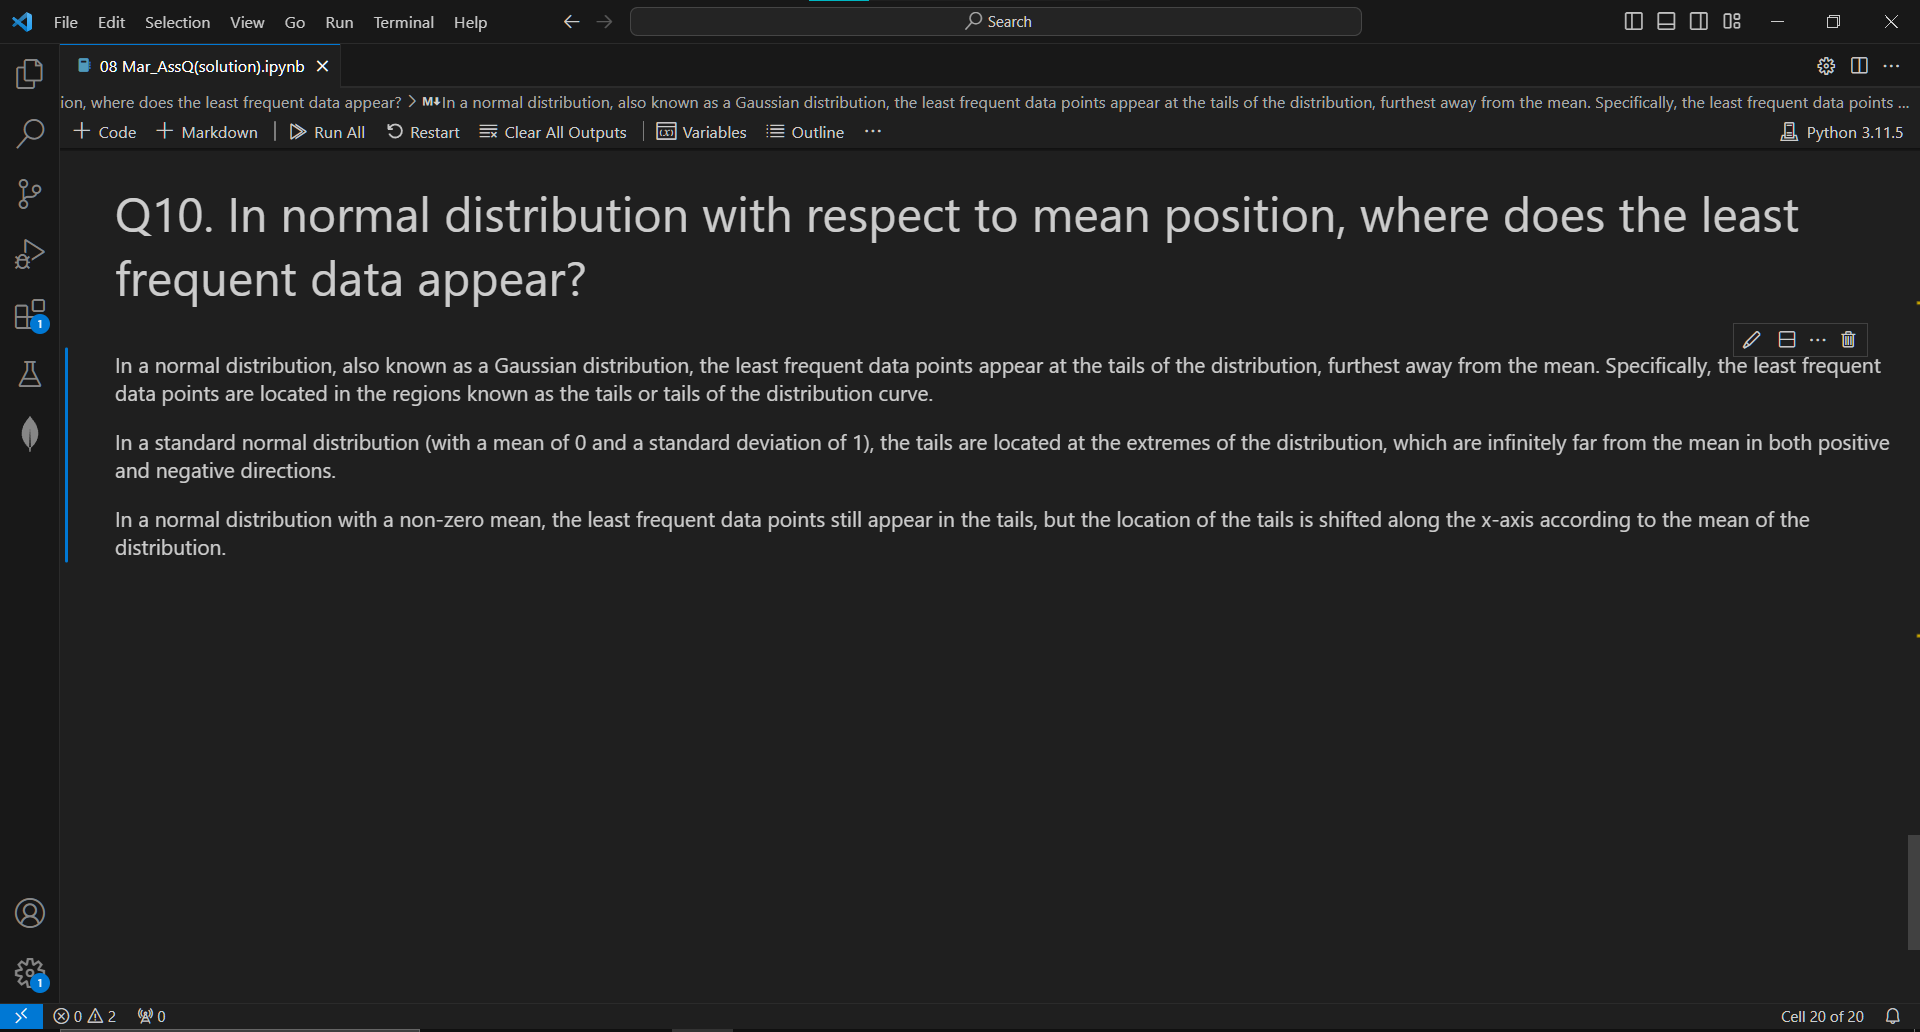 File Edit Selection View Go Run Terminal Help
Search
08 Mar_AssQ(solution).ipynb
ion, where does the least frequent data appear? > M↓In a normal distribution, also known as a Gaussian distribution, the least frequent data points appear at the tails of the distribution, furthest away from the mean. Specifically, the least frequent data points ...
+ Code + Markdown Run All Restart Clear All Outputs (x) Variables Outline ... Python 3.11.5
Q10. In normal distribution with respect to mean position, where does the least
frequent data appear?
In a normal distribution, also known as a Gaussian distribution, the least frequent data points appear at the tails of the distribution, furthest away from the mean. Specifically, the least frequent
data points are located in the regions known as the tails or tails of the distribution curve.
In a standard normal distribution (with a mean of 0 and a standard deviation of 1), the tails are located at the extremes of the distribution, which are infinitely far from the mean in both positive
and negative directions.
In a normal distribution with a non-zero mean, the least frequent data points still appear in the tails, but the location of the tails is shifted along the x-axis according to the mean of the
distribution.
1
1
0 2 0
Cell 20 of 20